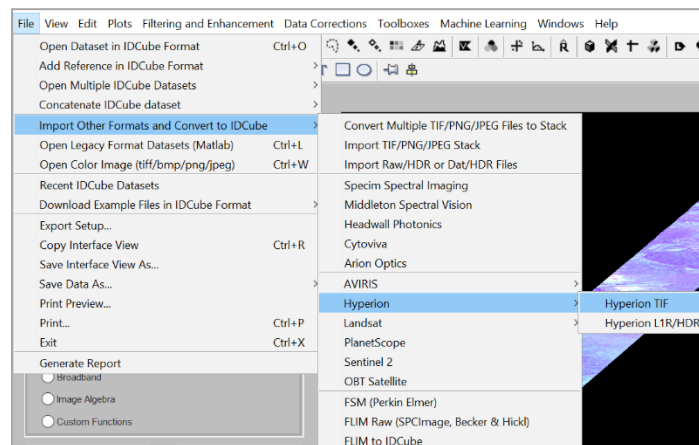 File View Edit Plots Filtering and Enhancement Data Corrections Toolboxes Machine Learning Windows Help
Open Dataset in IDCube Format Ctrl+O
Add Reference in IDCube Format
Open Multiple IDCube Datasets
Concatenate IDCube dataset
Import Other Formats and Convert to IDCube
Open Legacy Format Datasets (Matlab) Ctrl+L
Open Color Image (tiff/bmp/png/jpeg) Ctrl+W
Recent IDCube Datasets
Download Example Files in IDCube Format
Export Setup...
Copy Interface View Ctrl+R
Save Interface View As...
Save Data As...
Print Preview...
Print... Ctrl+P
Exit Ctrl+X
Generate Report
Broadband
Image Algebra
Custom Functions
Convert Multiple TIF/PNG/JPEG Files to Stack
Import TIF/PNG/JPEG Stack
Import Raw/HDR or Dat/HDR Files
Specim Spectral Imaging
Middleton Spectral Vision
Headwall Photonics
Cytoviva
Arion Optics
AVIRIS
Hyperion
Landsat
PlanetScope
Sentinel 2
OBT Satellite
FSM (Perkin Elmer)
FLIM Raw (SPCImage, Becker & Hickl)
FLIM to IDCube
Hyperion TIF
Hyperion L1R/HDR